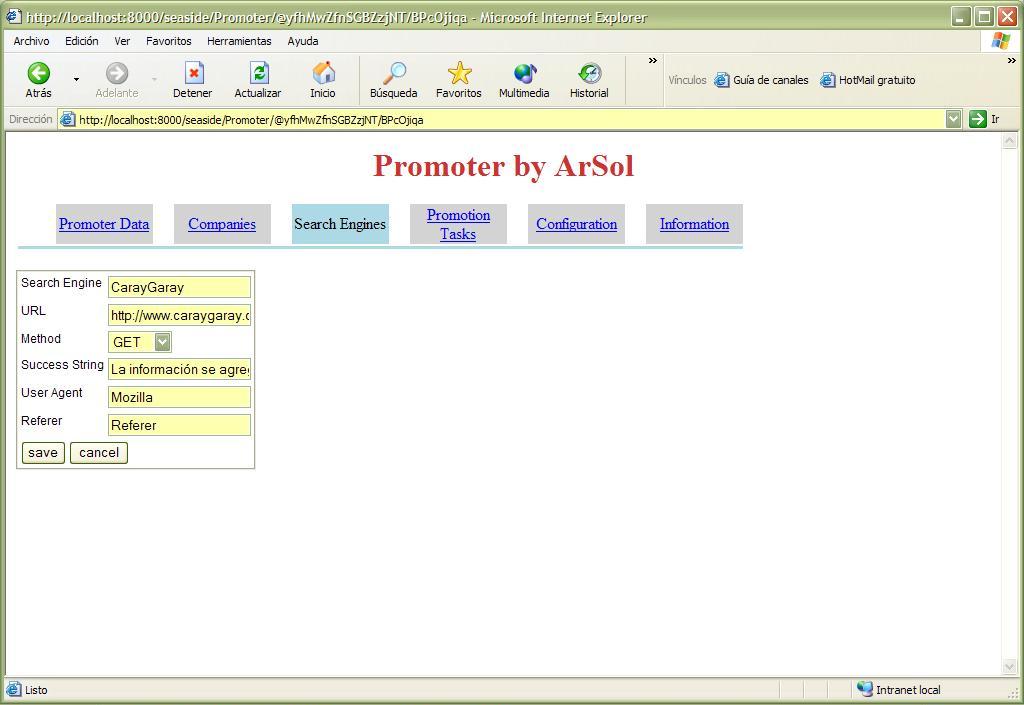 http://localhost:8000/seaside/Promoter/@yfhMwZfnSGBZzjNT/BPcOjiqa - Microsoft Internet Explorer
Archivo Edición Ver Favoritos Herramientas Ayuda
Atrás Adelante Detener Actualizar Inicio Búsqueda Favoritos Multimedia Historial » Vínculos Guía de canales HotMail gratuito »
Dirección http://localhost:8000/seaside/Promoter/@yfhMwZfnSGBZzjNT/BPcOjiqa Ir
Promoter by ArSol
Promoter Data Companies Search Engines Promotion Tasks Configuration Information
Search Engine CarayGaray
URL http://www.caraygaray.c
Method GET
Success String La información se agre
User Agent Mozilla
Referer Referer
save cancel
Listo Intranet local